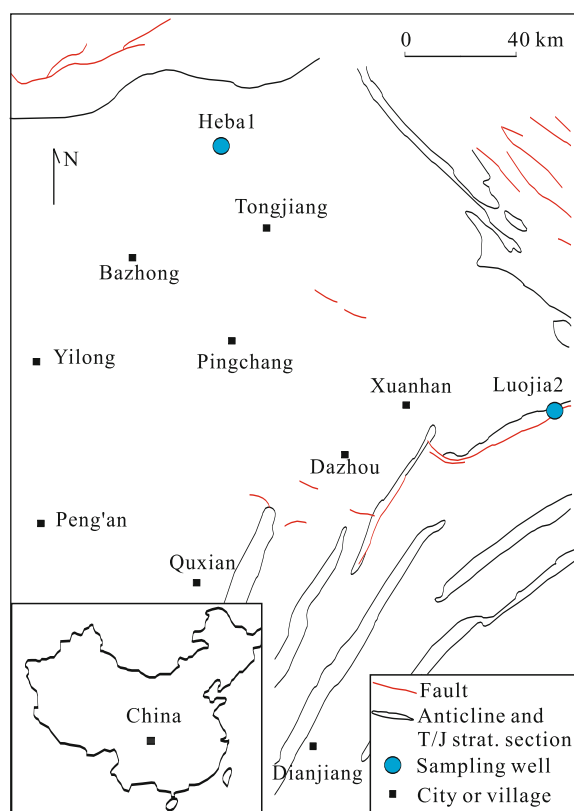 0 40 km
Heba1
N
Tongjiang
Bazhong
Yilong
Pingchang
Xuanhan
Luojia2
Dazhou
Peng'an
Quxian
China
Dianjiang
Fault
Anticline and
T/J strat. section
Sampling well
City or village